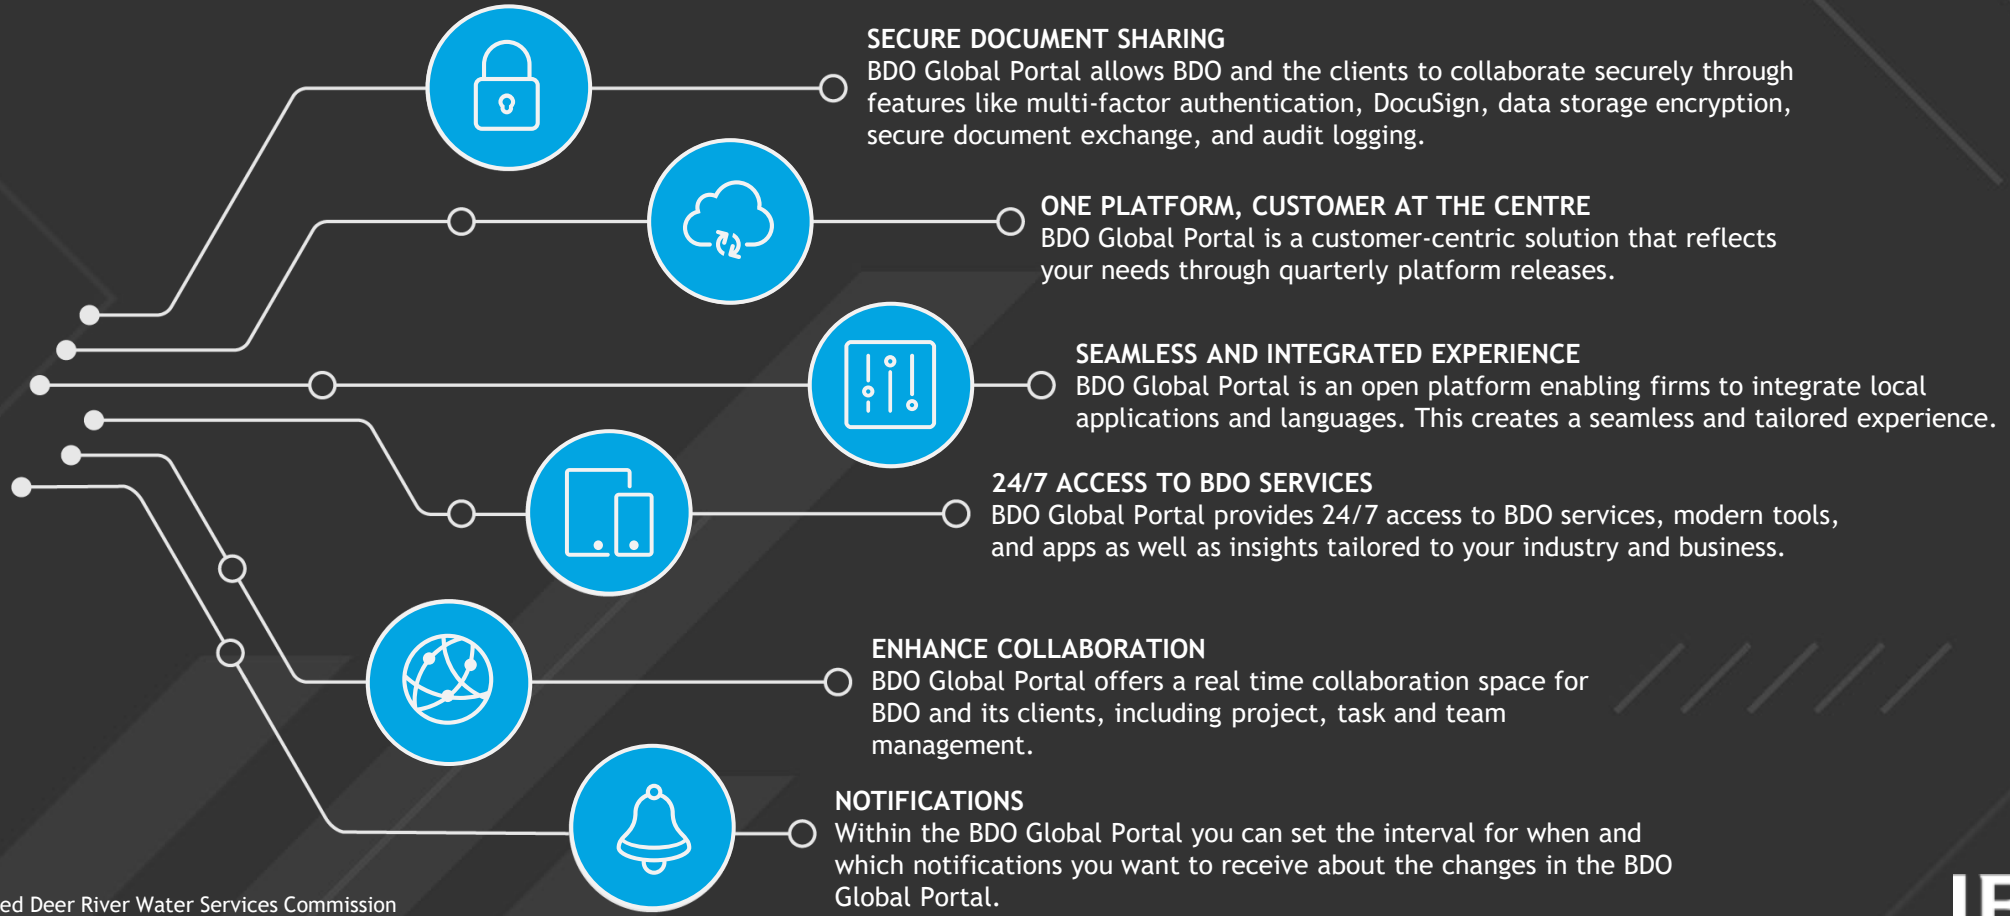 SECURE DOCUMENT SHARING
BDO Global Portal allows BDO and the clients to collaborate securely through
features like multi-factor authentication, DocuSign, data storage encryption,
secure document exchange, and audit logging.
ONE PLATFORM, CUSTOMER AT THE CENTRE
BDO Global Portal is a customer-centric solution that reflects
your needs through quarterly platform releases.
SEAMLESS AND INTEGRATED EXPERIENCE
BDO Global Portal is an open platform enabling firms to integrate local
applications and languages. This creates a seamless and tailored experience.
24/7 ACCESS TO BDO SERVICES
BDO Global Portal provides 24/7 access to BDO services, modern tools,
and apps as well as insights tailored to your industry and business.
ENHANCE COLLABORATION
BDO Global Portal offers a real time collaboration space for
BDO and its clients, including project, task and team
management.
NOTIFICATIONS
Within the BDO Global Portal you can set the interval for when and
which notifications you want to receive about the changes in the BDO
Global Portal.
ed Deer River Water Services Commission